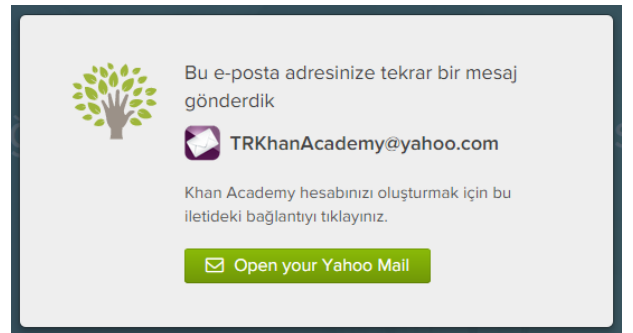 Bu e-posta adresinize tekrar bir mesaj
gönderdik
TRKhanAcademy@yahoo.com
Khan Academy hesabınızı oluşturmak için bu
iletideki bağlantıyı tıklayınız.
Open your Yahoo Mail